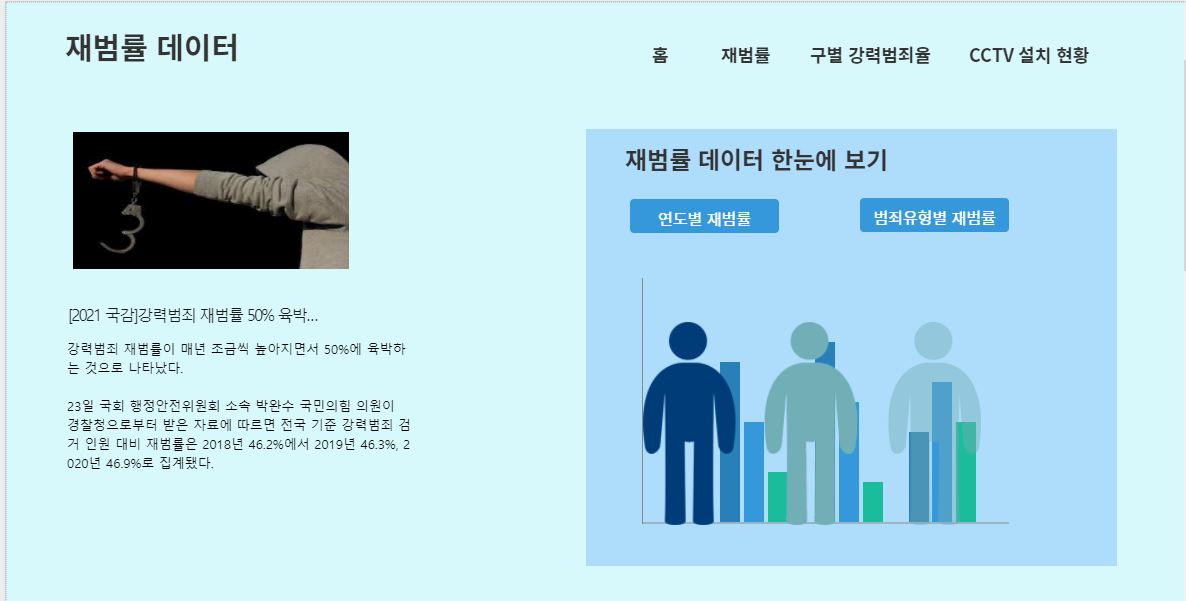 재범률 데이터
홈 재범률 구별 강력범죄율 CCTV 설치 현황
[2021 국감]강력범죄 재범률 50% 육박...
강력범죄 재범률이 매년 조금씩 높아지면서 50%에 육박하
는 것으로 나타났다.
23일 국회 행정안전위원회 소속 박완수 국민의힘 의원이
경찰청으로부터 받은 자료에 따르면 전국 기준 강력범죄 검
거 인원 대비 재범률은 2018년 46.2%에서 2019년 46.3%, 2
020년 46.9%로 집계됐다.
재범률 데이터 한눈에 보기
연도별 재범률
범죄유형별 재범률